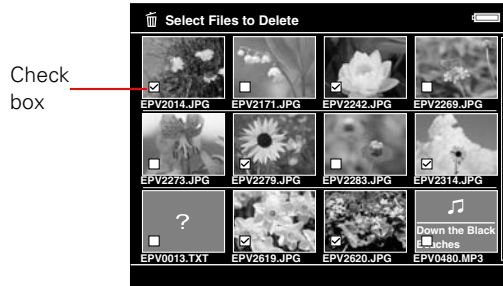 Select Files to Delete
Check
box
EPV2014.JPG EPV2171.JPG EPV2242.JPG EPV2269.JPG
EPV2273.JPG EPV2279.JPG EPV2283.JPG EPV2314.JPG
?
Down the Black
Beaches
EPV0013.TXT EPV2619.JPG EPV2620.JPG EPV0480.MP3